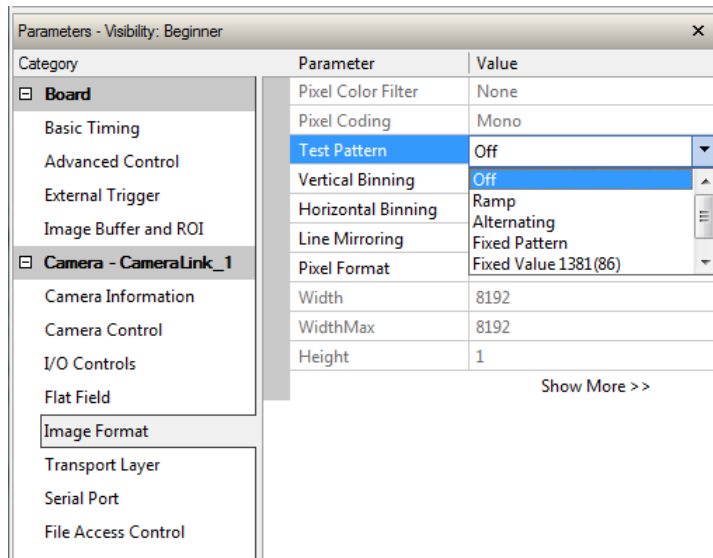 Parameters - Visibility: Beginner
Category
Parameter Value
Board
Basic Timing
Advanced Control
External Trigger
Image Buffer and ROI
Camera - CameraLink_1
Camera Information
Camera Control
I/O Controls
Flat Field
Image Format
Transport Layer
Serial Port
File Access Control
Pixel Color Filter None
Pixel Coding Mono
Test Pattern Off
Vertical Binning Off
Ramp
Horizontal Binning
Alternating
Line Mirroring Fixed Pattern
Pixel Format Fixed Value 1381(86)
Width 8192
WidthMax 8192
Height 1
Show More >>